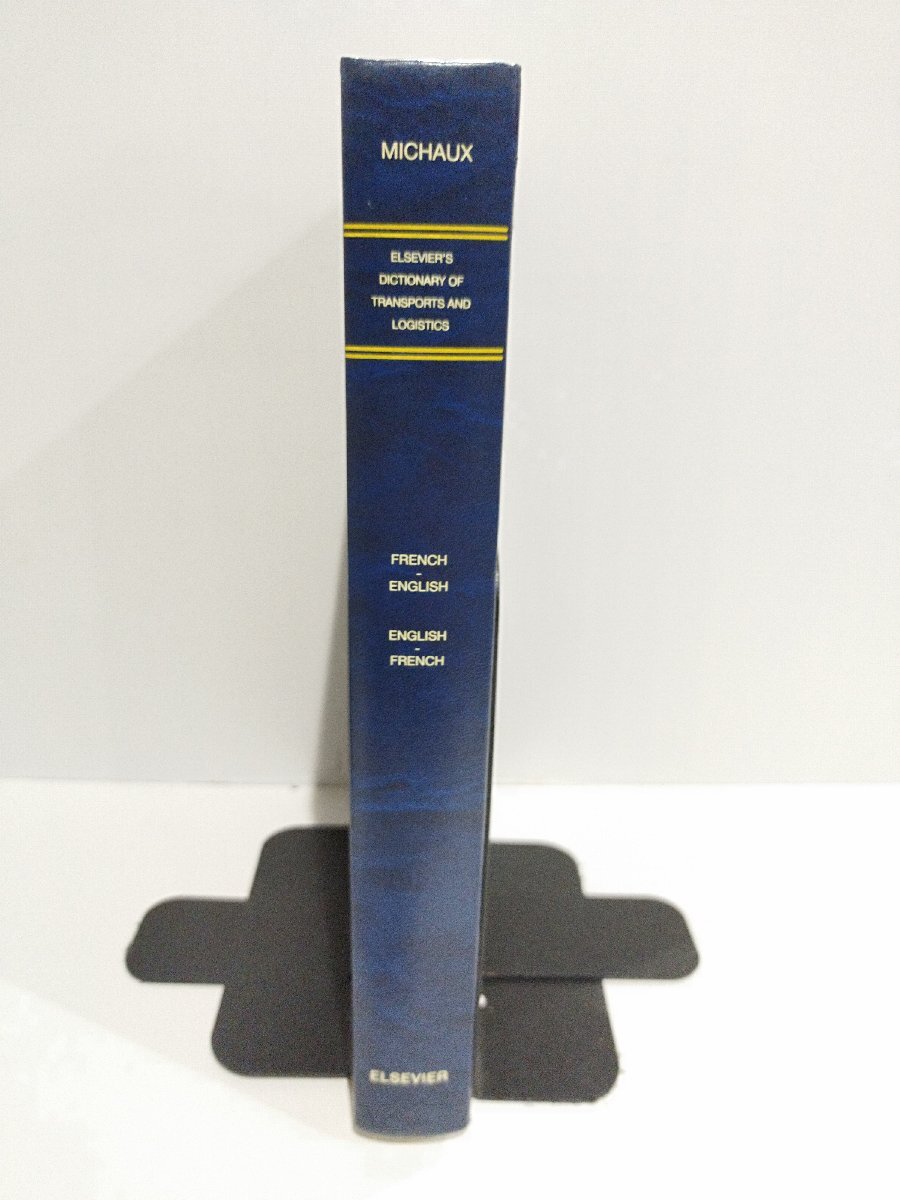 MICHAUX
ELSEVIER'S
DICTIONARY OF
TRANSPORTS AND
LOGISTICS
FRENCH
-
ENGLISH
ENGLISH
-
FRENCH
ELSEVIER